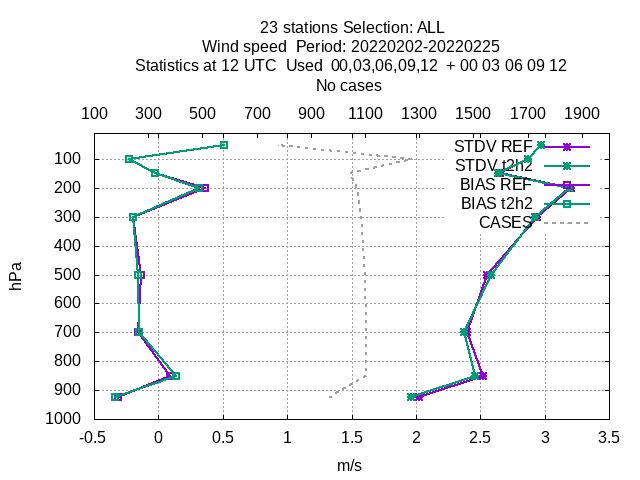 23 stations Selection: ALL
Wind speed  Period: 20220202-20220225
Statistics at 12 UTC  Used  00,03,06,09,12  + 00 03 06 09 12
No cases
100 300 500 700 900 1100 1300 1500 1700 1900
STDV REF
STDV t2h2
BIAS REF
BIAS t2h2
CASES
100
200
300
400
500
600
700
800
900
1000
hPa
-0.5 0 0.5 1 1.5 2 2.5 3 3.5
m/s